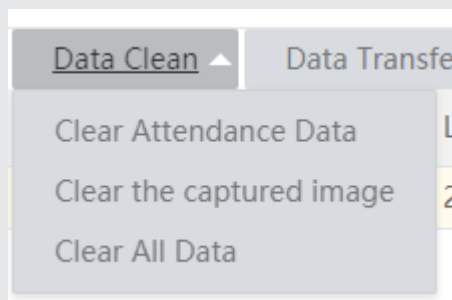 Data Clean Data Transfe
Clear Attendance Data
Clear the captured image
Clear All Data